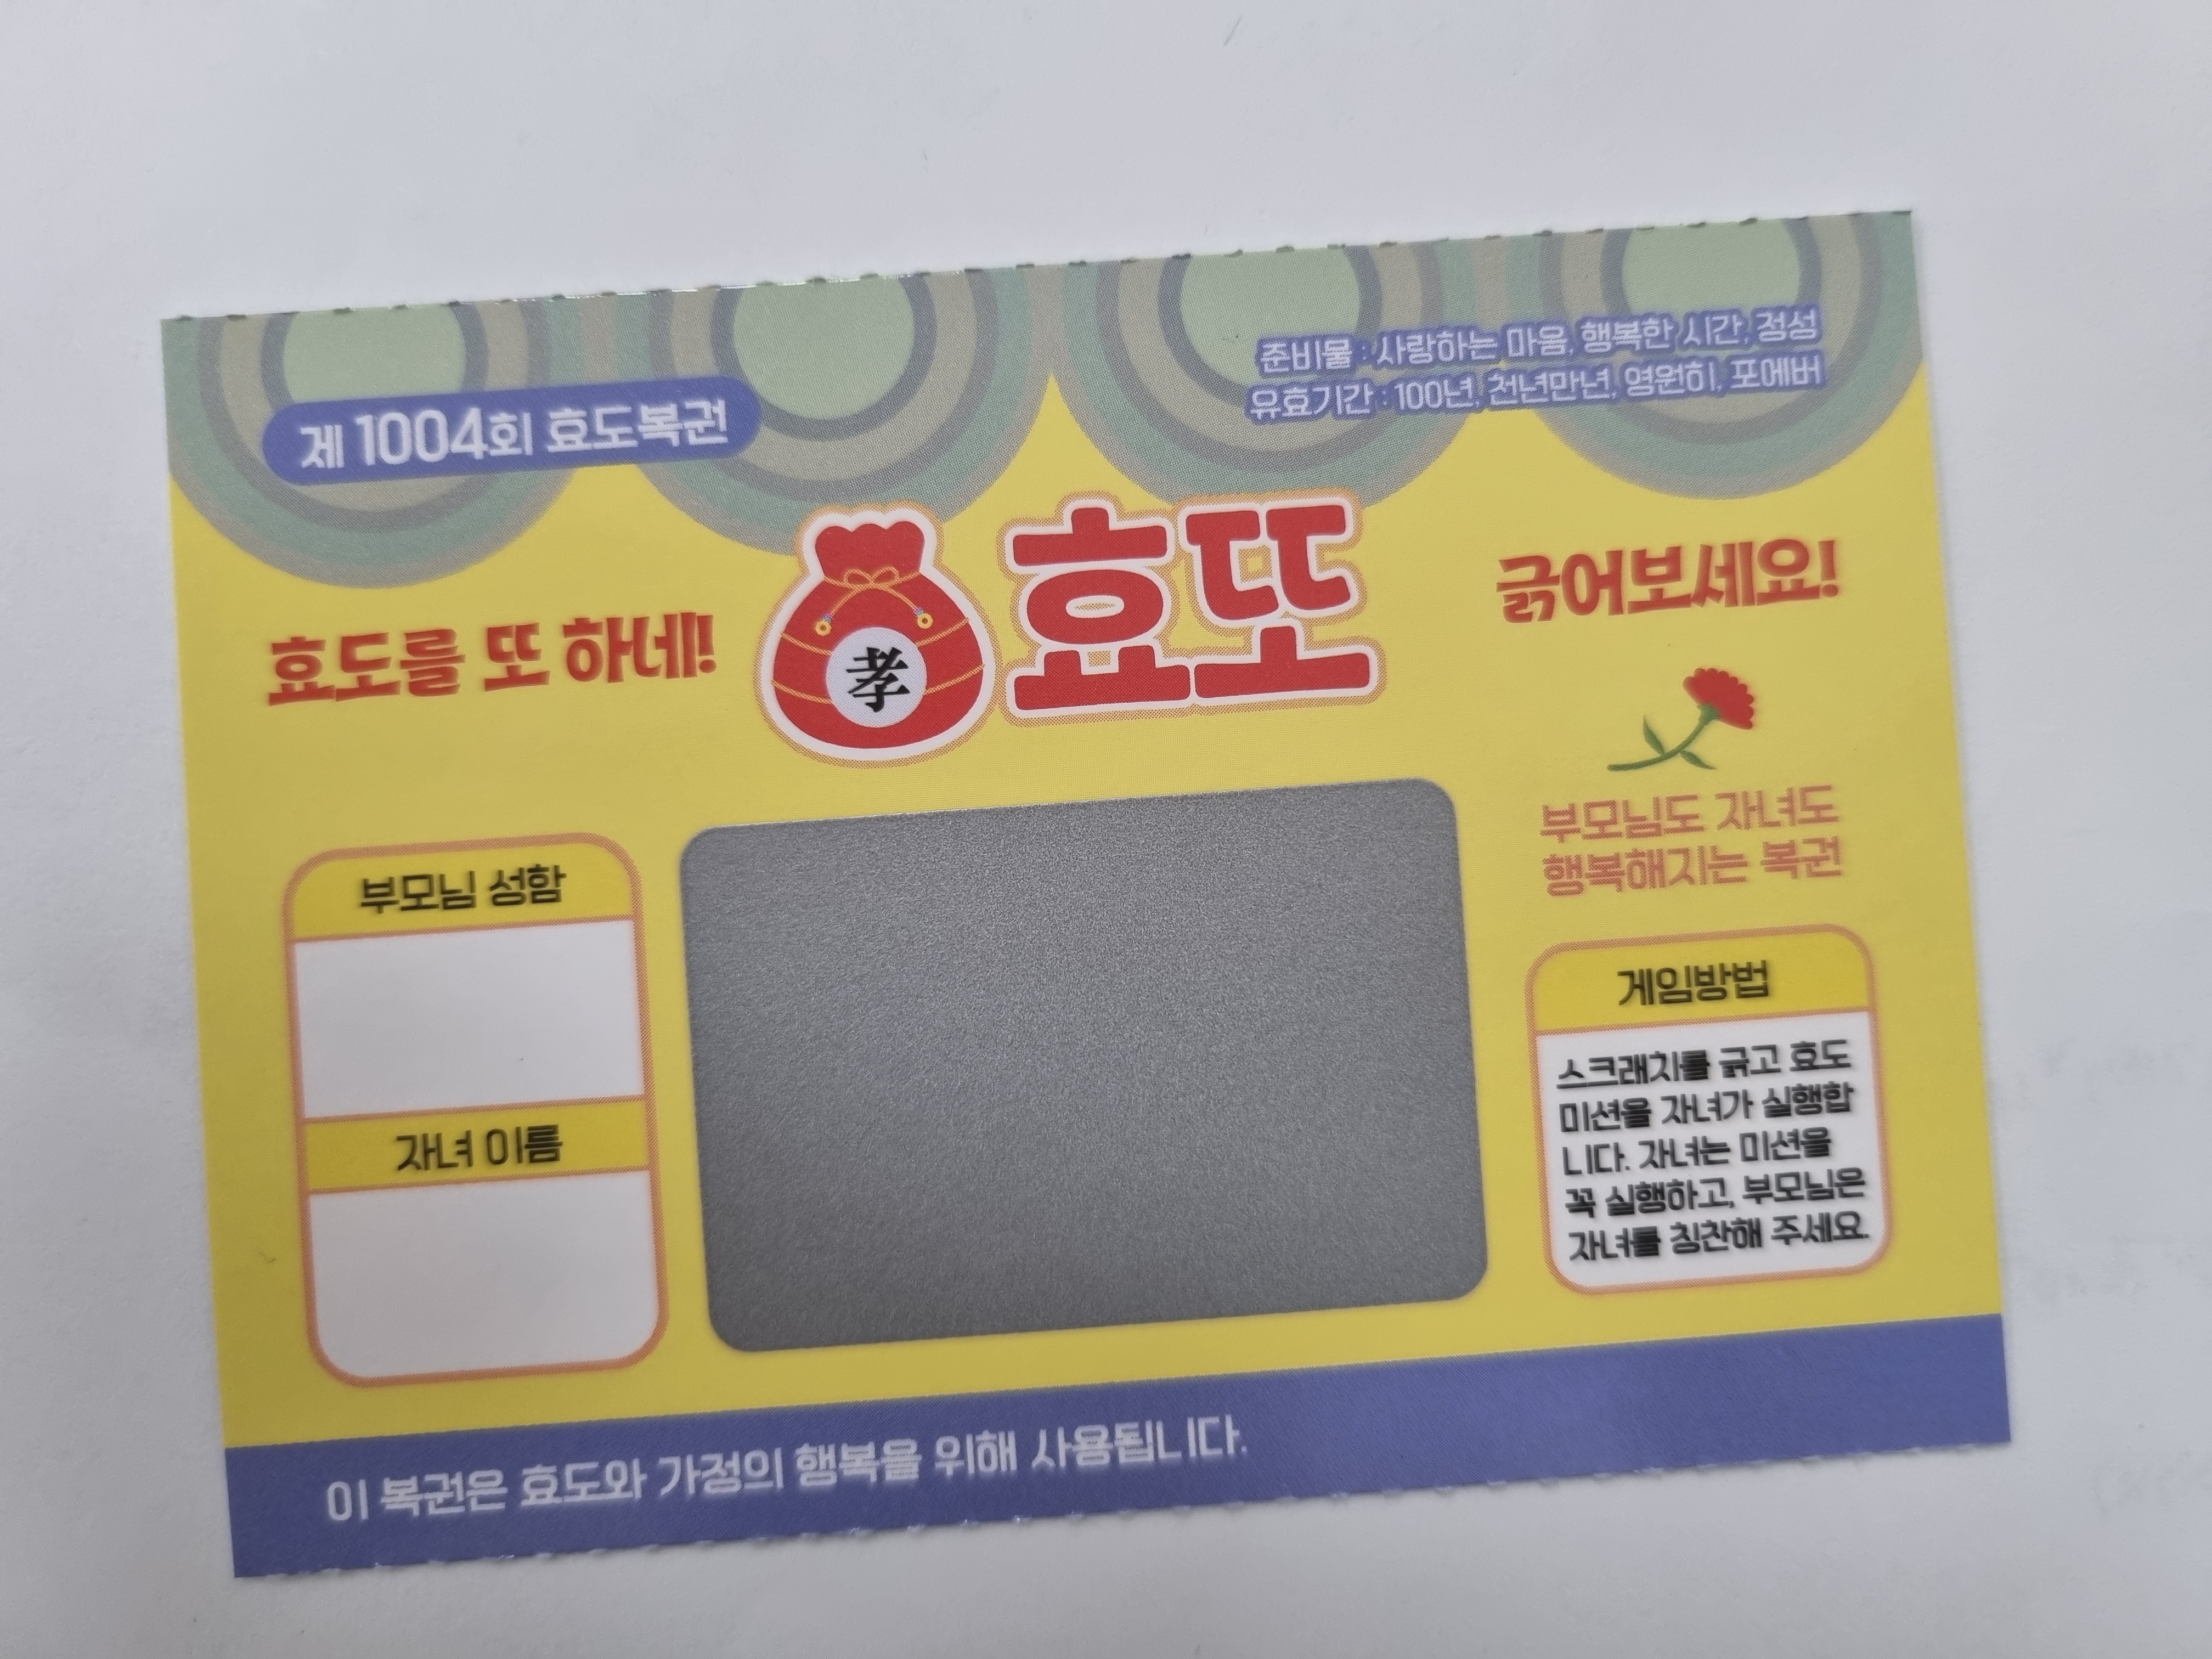 제 1004회 효도복권
준비물 : 사랑하는 마음, 행복한 시간, 정성
유효기간 : 100년, 천년만년, 영원히, 포에버
효도를 또 하네!
孝
효또
긁어보세요!
부모님 성함
자녀 이름
부모님도 자녀도
행복해지는 복권
게임방법
스크래치를 긁고 효도
미션을 자녀가 실행합
니다. 자녀는 미션을
꼭 실행하고, 부모님은
자녀를 칭찬해 주세요
이 복권은 효도와 가정의 행복을 위해 사용됩니다.